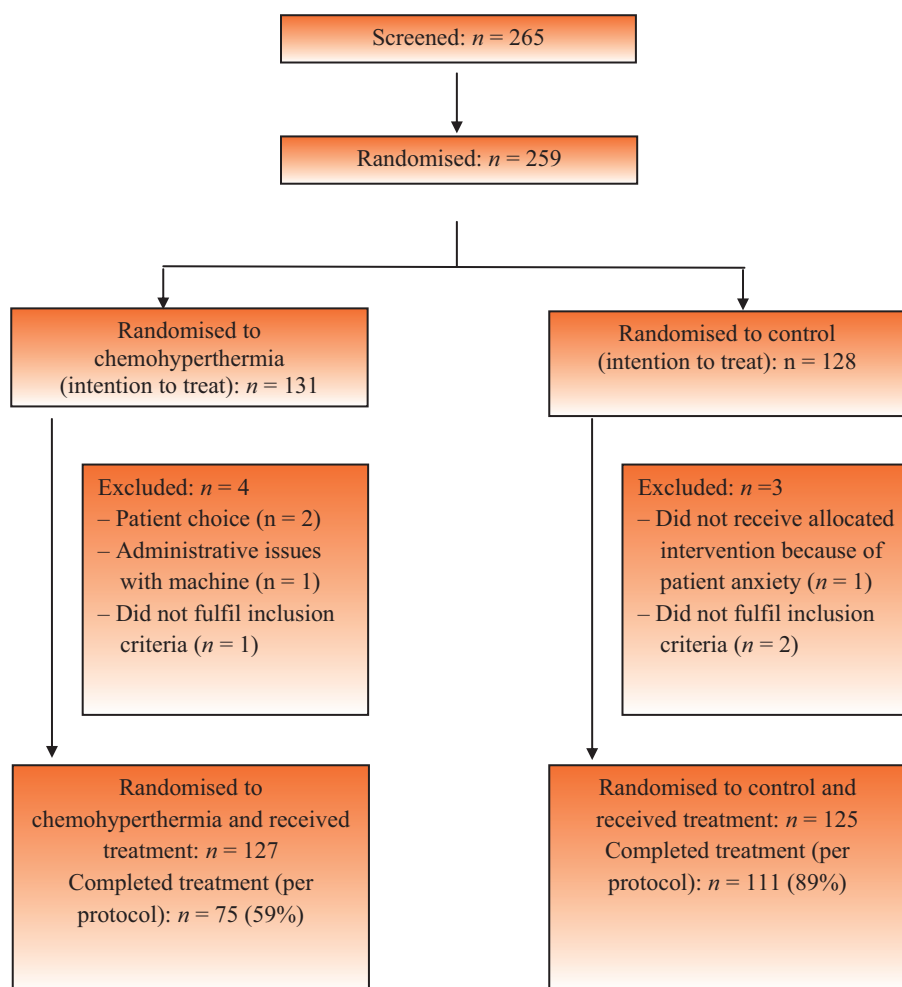 Screened: n = 265
Randomised: n = 259
Randomised to
chemohyperthermia
(intention to treat): n = 131
Randomised to control
(intention to treat): n = 128
Excluded: n = 4
– Patient choice (n = 2)
– Administrative issues
with machine (n = 1)
– Did not fulfil inclusion
criteria (n = 1)
Excluded: n =3
– Did not receive allocated
intervention because of
patient anxiety (n = 1)
– Did not fulfil inclusion
criteria (n = 2)
Randomised to
chemohyperthermia and received
treatment: n = 127
Completed treatment (per
protocol): n = 75 (59%)
Randomised to control and
received treatment: n = 125
Completed treatment (per
protocol): n = 111 (89%)